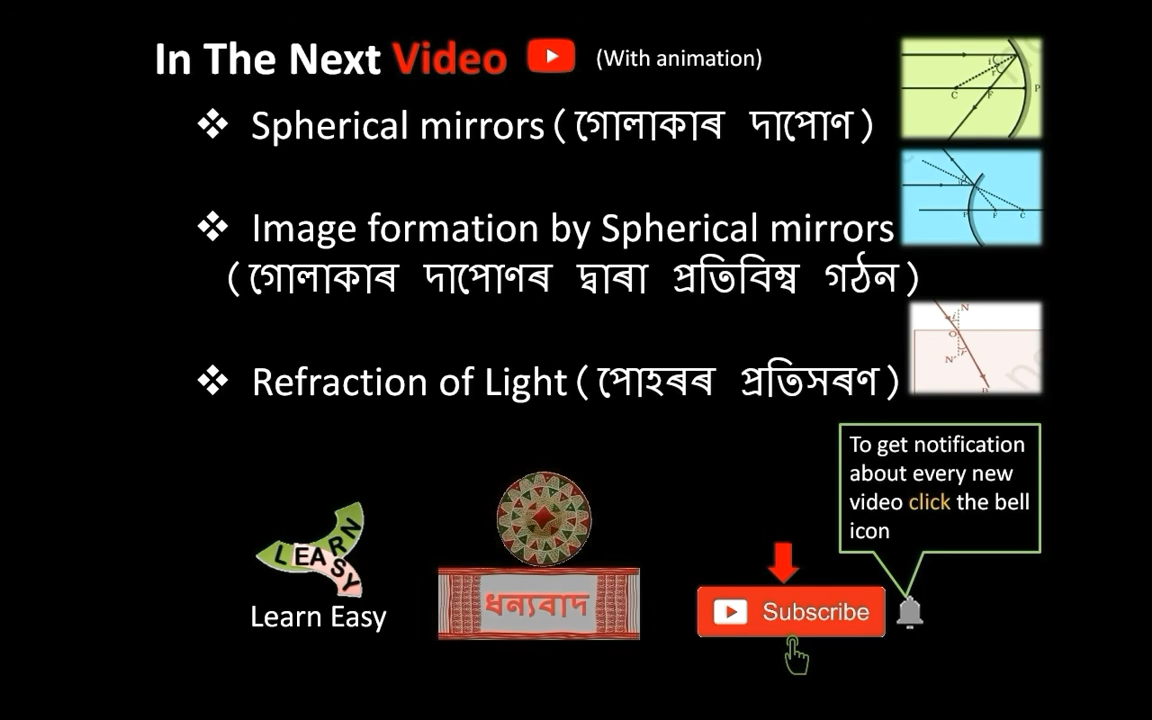 In The Next Video (With animation)
❖ Spherical mirrors (গোলাকাৰ দাপোণ)
❖ Image formation by Spherical mirrors
(গোলাকাৰ দাপোণৰ দ্বাৰা প্ৰতিবিম্ব গঠন)
❖ Refraction of Light (পোহৰৰ প্ৰতিসৰণ)
C F P
i r
P F C
N
O
N'
i r
To get notification
about every new
video click the bell
icon
LEARN
EASY
Learn Easy
ধন্যবাদ
Subscribe